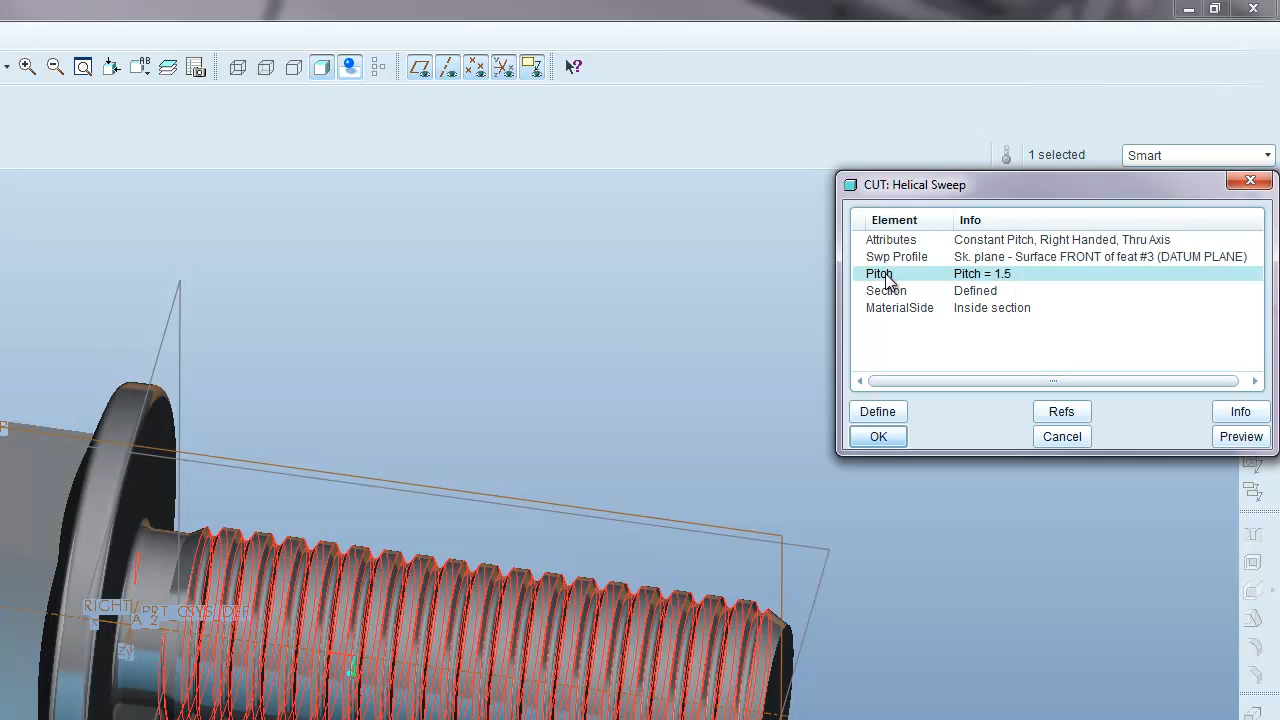 1 selected
Smart
CUT: Helical Sweep
Element Info
Attributes Constant Pitch, Right Handed, Thru Axis
Swp Profile Sk. plane - Surface FRONT of feat #3 (DATUM PLANE)
Pitch Pitch = 1.5
Section Defined
MaterialSide Inside section
Define Refs Info
OK Cancel Preview
RIGHT
PRT_CSYS_DEF
A_2